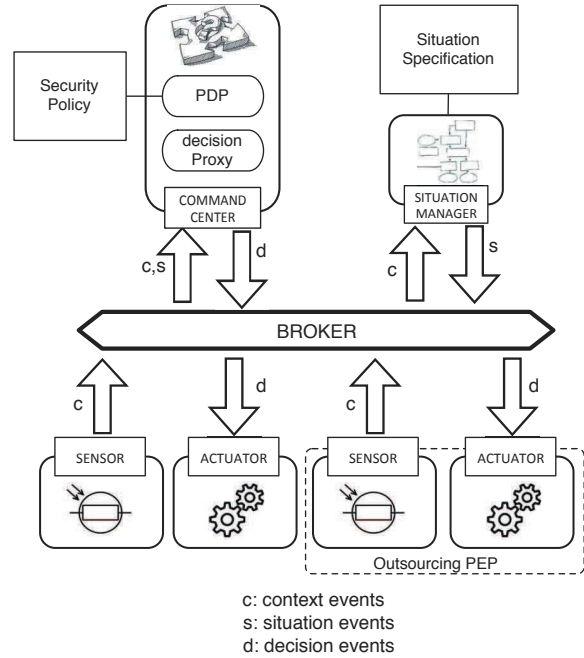 Security
Policy
PDP
decision
Proxy
COMMAND
CENTER
Situation
Specification
SITUATION
MANAGER
c,s
d
c
s
BROKER
c
d
c
d
SENSOR
ACTUATOR
SENSOR
ACTUATOR
Outsourcing PEP
c: context events
s: situation events
d: decision events